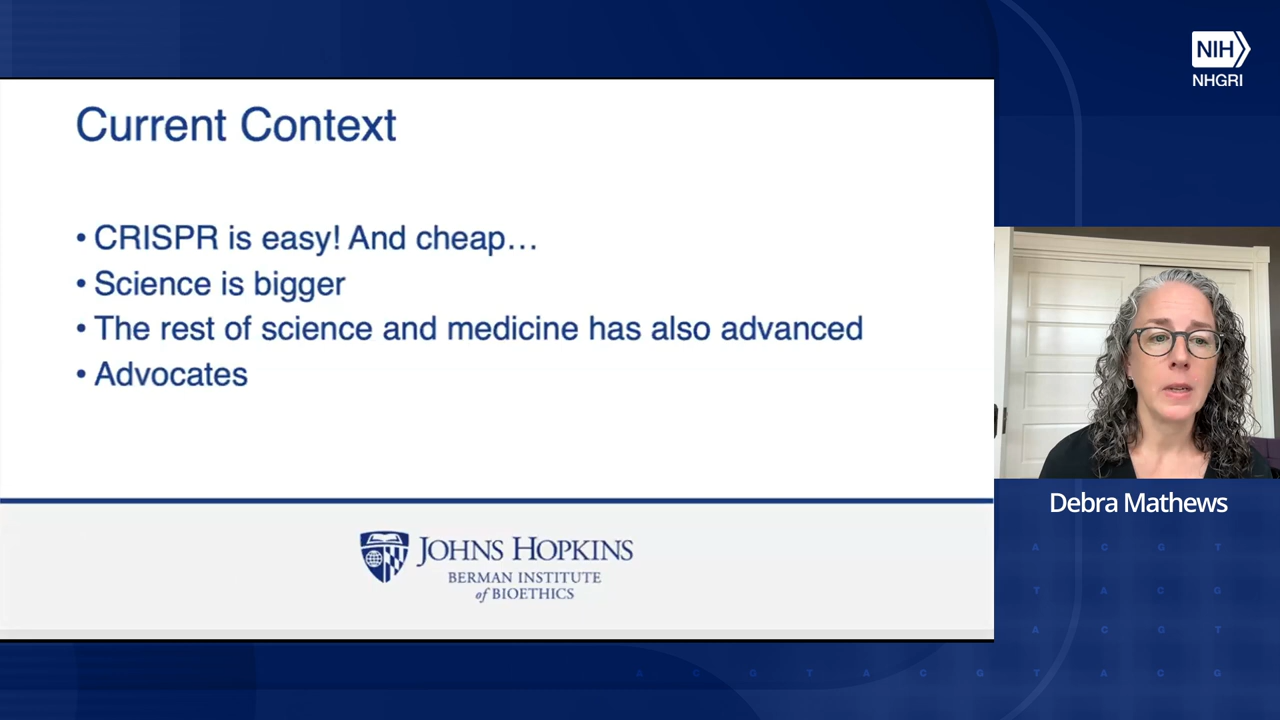 NIH
NHGRI
Current Context
• CRISPR is easy! And cheap…
• Science is bigger
• The rest of science and medicine has also advanced
• Advocates
Debra Mathews
JOHNS HOPKINS
BERMAN INSTITUTE
of BIOETHICS
A C G T
T A C G
A C G T
A C G T A C G T A C G